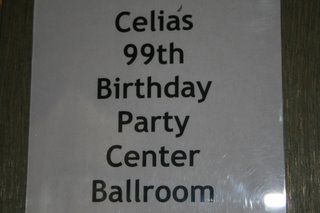 Celias
99th
Birthday
Party
Center
Ballroom